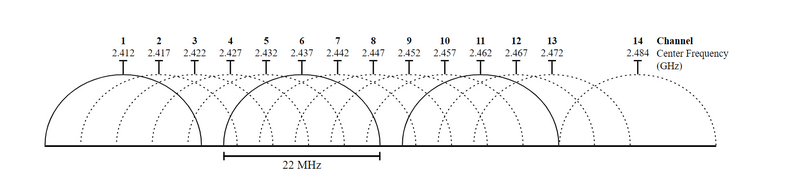 1 2 3 4 5 6 7 8 9 10 11 12 13 14 Channel
2.412 2.417 2.422 2.427 2.432 2.437 2.442 2.447 2.452 2.457 2.462 2.467 2.472 2.484 Center Frequency
(GHz)
22 MHz